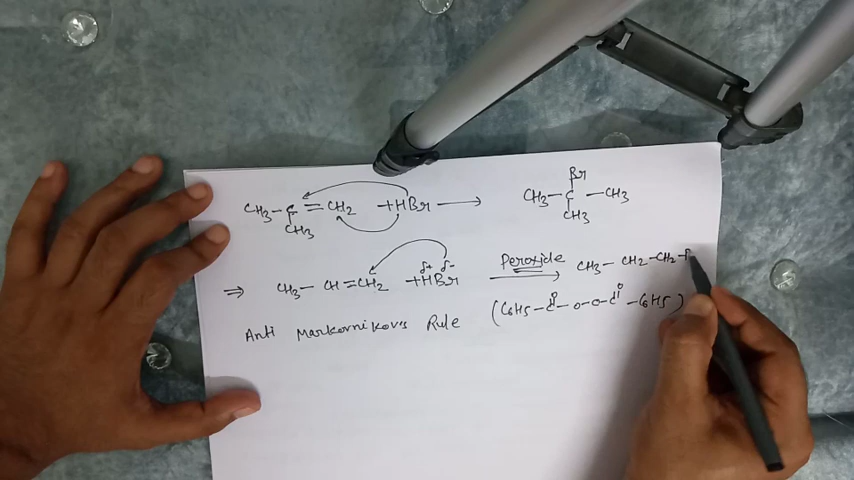 Br
CH3-C=CH2 +HBr → CH3-C-CH3
CH3 CH3
δ+ δ- Peroxide
⇒ CH3-CH=CH2 +HBr → CH3-CH2-CH2-
O O
Anti Markovnikovs Rule (C6H5-C-O-O-C-C6H5)